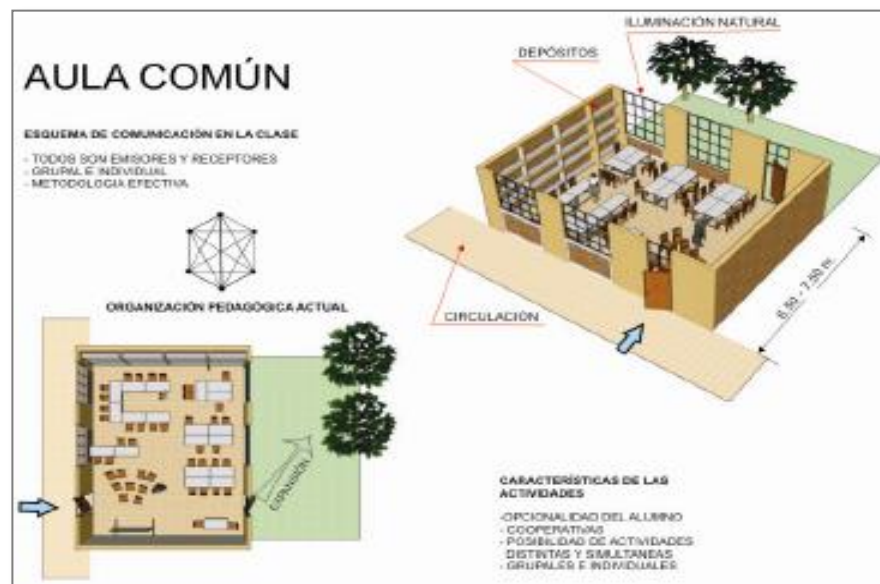 AULA COMÚN
ESQUEMA DE COMUNICACIÓN EN LA CLASE
- TODOS SON EMISORES Y RECEPTORES
- GRUPAL E INDIVIDUAL
- METODOLOGIA EFECTIVA
ORGANIZACIÓN PEDAGÓGICA ACTUAL
EXPANSIÓN
ILUMINACIÓN NATURAL
DEPÓSITOS
CIRCULACIÓN
6.50 - 7.50 m.
CARACTERÍSTICAS DE LAS
ACTIVIDADES
-OPCIONALIDAD DEL ALUMNO
- COOPERATIVAS
- POSIBILIDAD DE ACTIVIDADES
DISTINTAS Y SIMULTANEAS
- GRUPALES E INDIVIDUALES